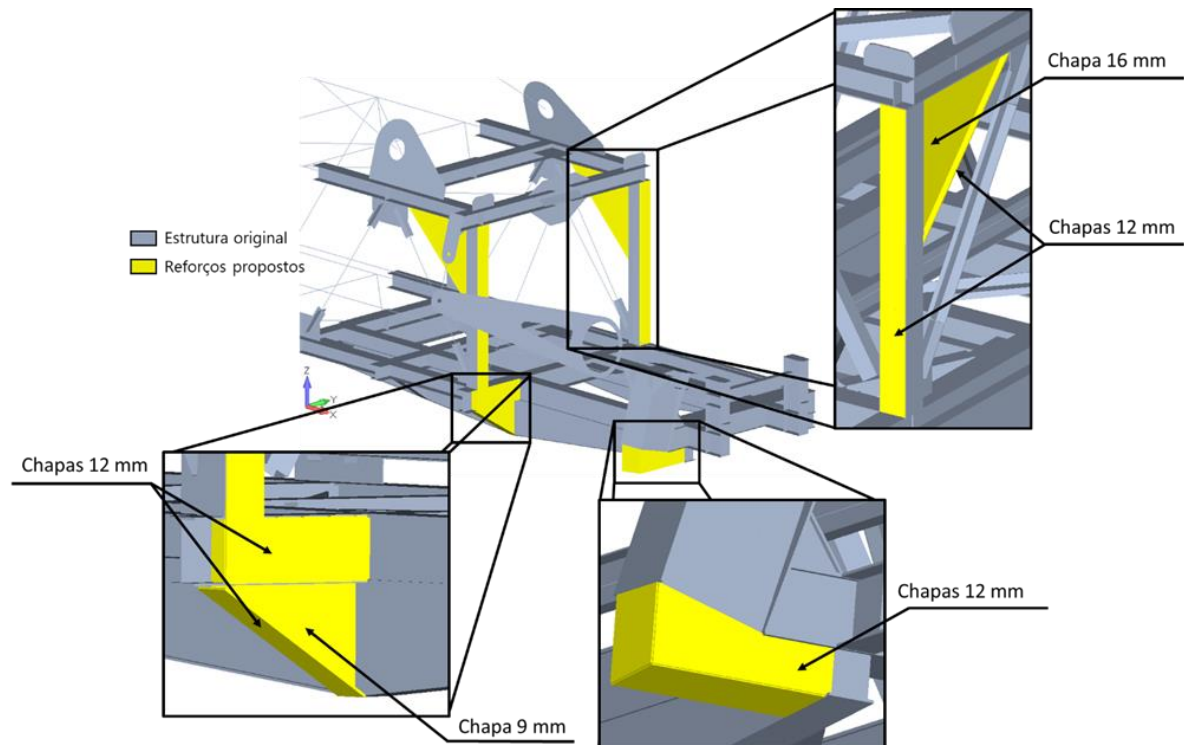 Chapa 16 mm
Chapas 12 mm
Estrutura original
Reforços propostos
Z
Y
X
Chapas 12 mm
Chapas 12 mm
Chapa 9 mm